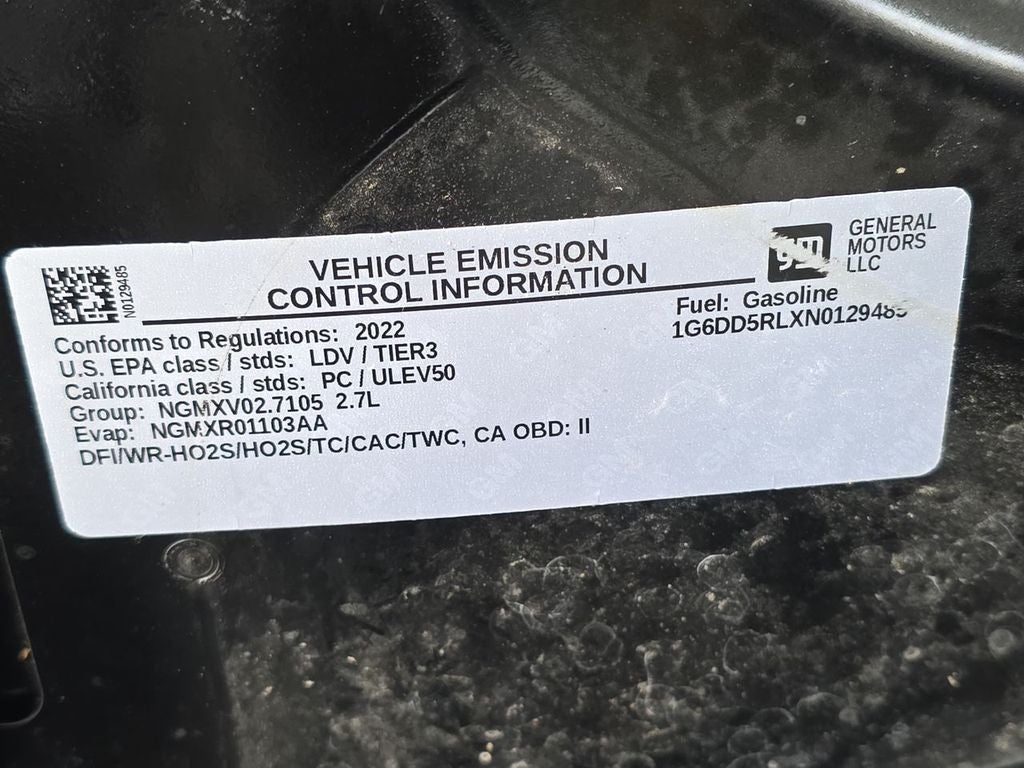 N0129485
VEHICLE EMISSION
CONTROL INFORMATION
gm
GENERAL
MOTORS
LLC
Conforms to Regulations: 2022
U.S. EPA class / stds: LDV / TIER3
California class / stds: PC / ULEV50
Group: NGMXV02.7105 2.7L
Evap: NGMXR01103AA
DFI/WR-HO2S/HO2S/TC/CAC/TWC, CA OBD: II
Fuel: Gasoline
1G6DD5RLXN0129485